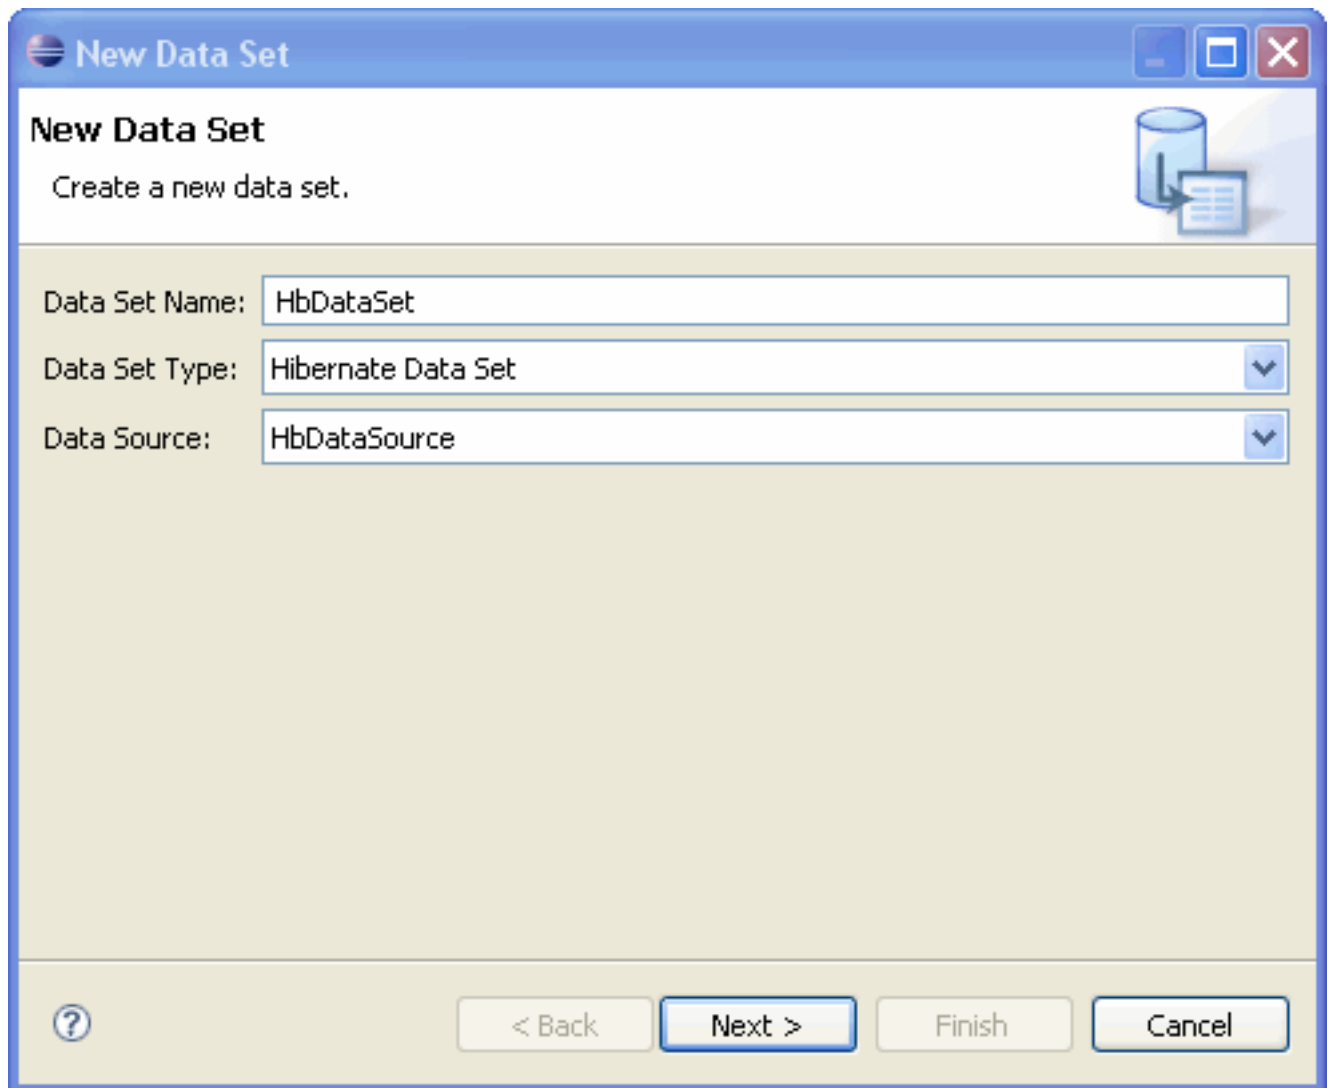 New Data Set
New Data Set
Create a new data set.
Data Set Name: HbDataSet
Data Set Type: Hibernate Data Set
Data Source: HbDataSource
? < Back Next > Finish Cancel